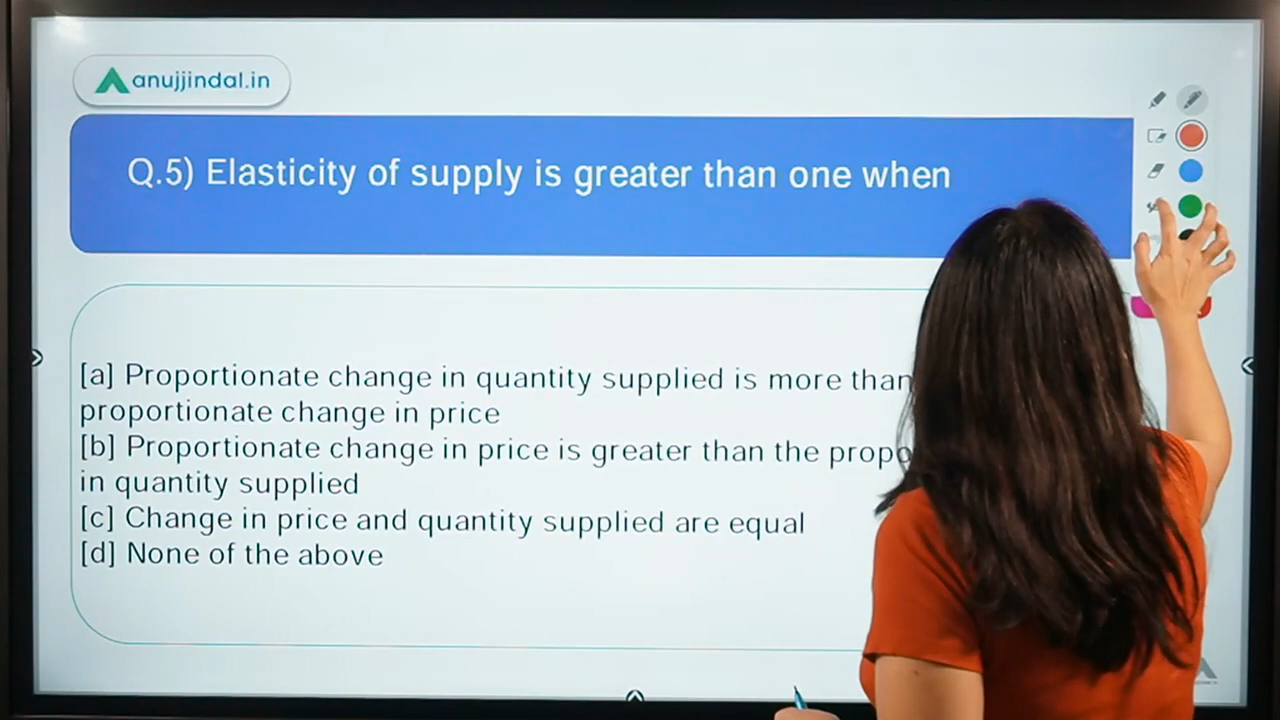 anujjindal.in
Q.5) Elasticity of supply is greater than one when
[a] Proportionate change in quantity supplied is more than
proportionate change in price
[b] Proportionate change in price is greater than the
in quantity supplied
[c] Change in price and quantity supplied are equal
[d] None of the above